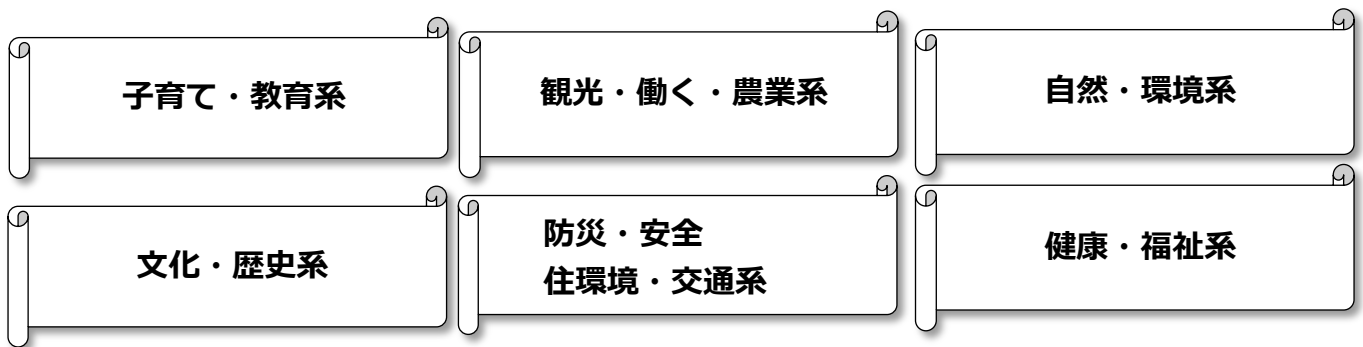 子育て・教育系
観光・働く・農業系
自然・環境系
文化・歴史系
防災・安全
住環境・交通系
健康・福祉系